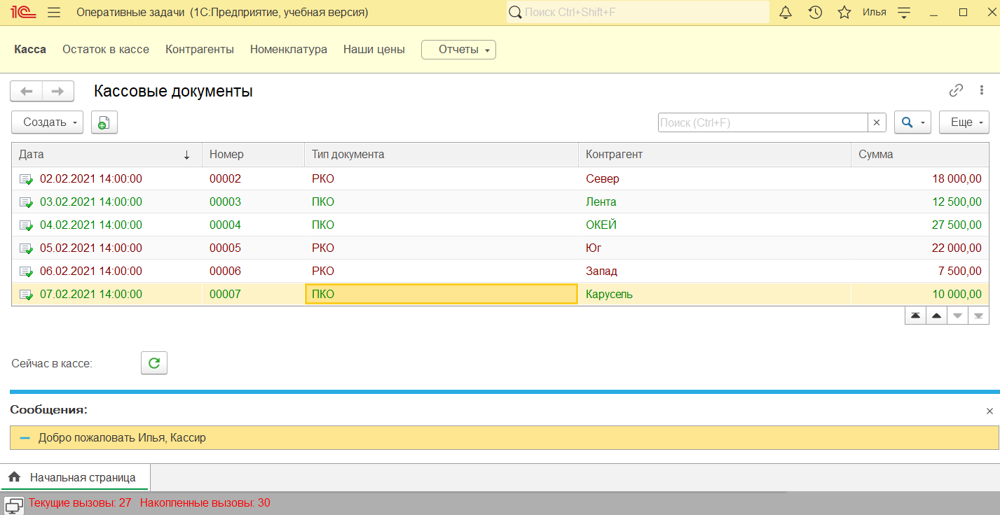 1С Оперативные задачи (1С:Предприятие, учебная версия) Поиск Ctrl+Shift+F Илья
Касса Остаток в кассе Контрагенты Номенклатура Наши цены Отчеты
Кассовые документы
Создать Поиск (Ctrl+F) Еще
Дата Номер Тип документа Контрагент Сумма
02.02.2021 14:00:00 00002 РКО Север 18 000,00
03.02.2021 14:00:00 00003 ПКО Лента 12 500,00
04.02.2021 14:00:00 00004 ПКО ОКЕЙ 27 500,00
05.02.2021 14:00:00 00005 РКО Юг 22 000,00
06.02.2021 14:00:00 00006 РКО Запад 7 500,00
07.02.2021 14:00:00 00007 ПКО Карусель 10 000,00
Сейчас в кассе:
Сообщения:
Добро пожаловать Илья, Кассир
Начальная страница
Текущие вызовы: 27 Накопленные вызовы: 30